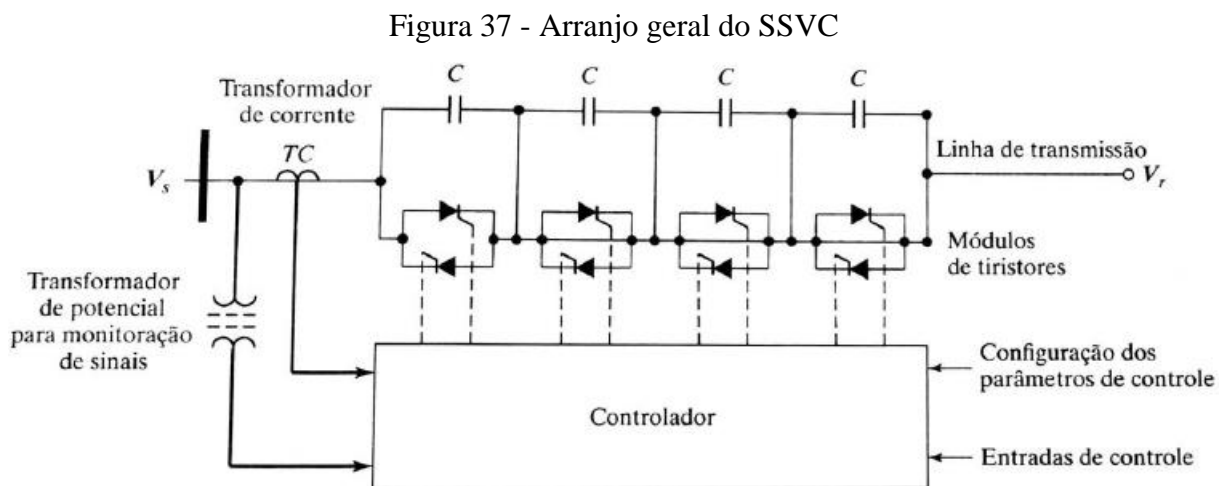 Figura 37 - Arranjo geral do SSVC
C
C
C
C
Transformador
de corrente
TC
V_s
Linha de transmissão
V_r
Módulos
de tiristores
Transformador
de potencial
para monitoração
de sinais
Controlador
Configuração dos
parâmetros de controle
Entradas de controle